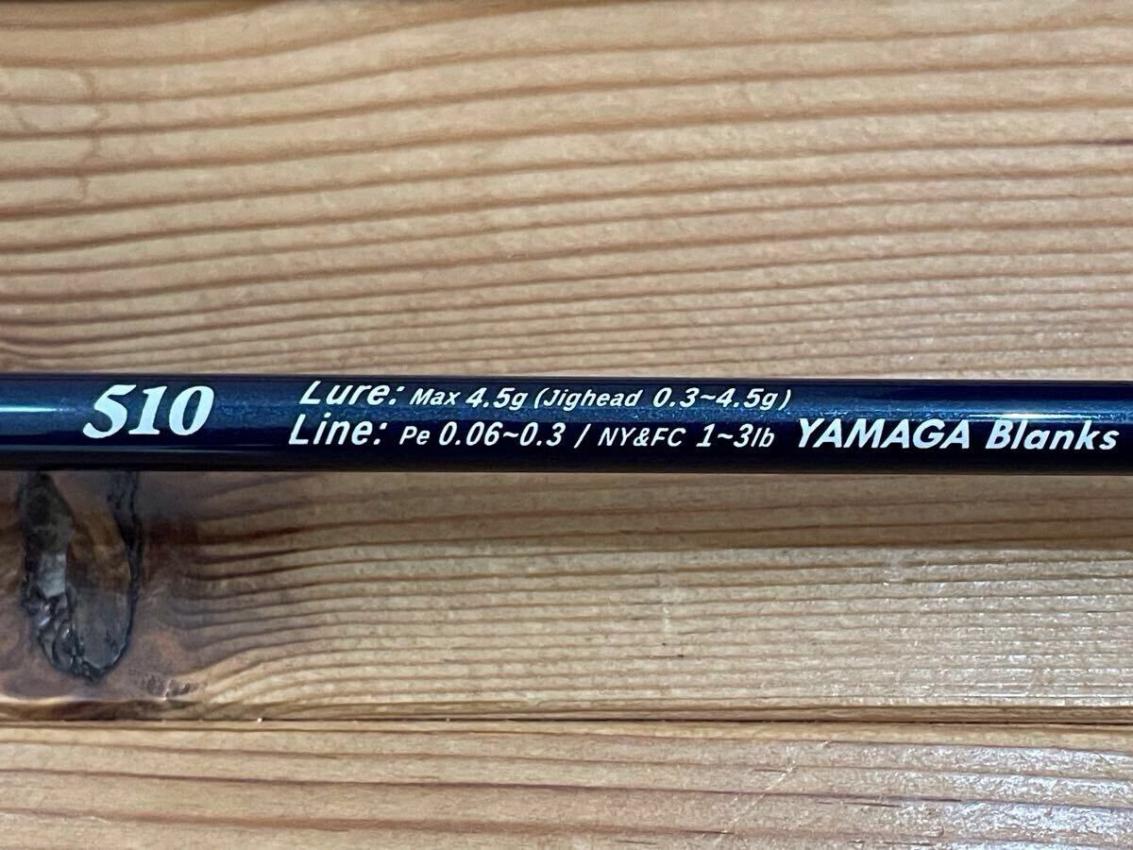 510
Lure: Max 4.5g (Jighead 0.3~4.5g)
Line: Pe 0.06~0.3 / NY&FC 1~3lb YAMAGA Blanks